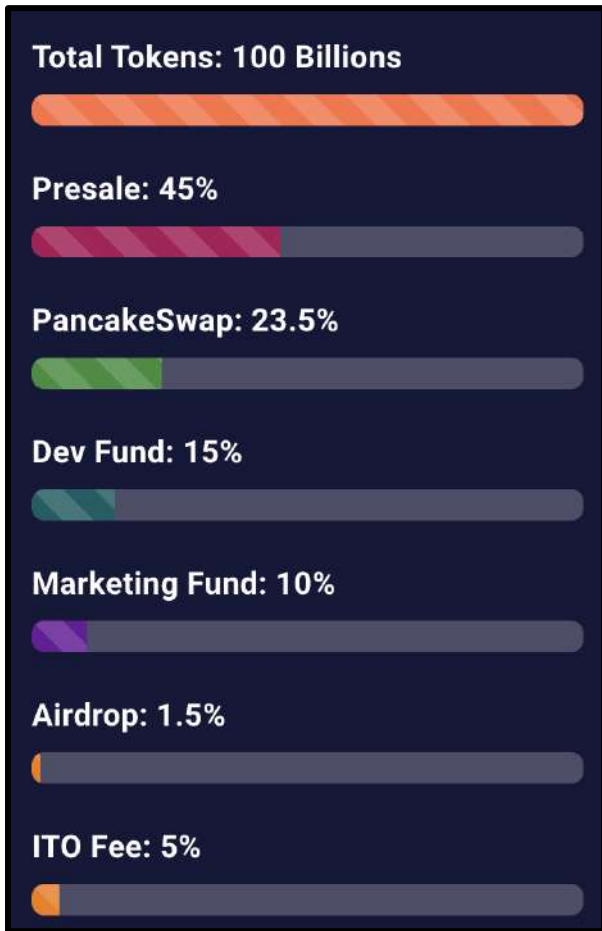 Total Tokens: 100 Billions
Presale: 45%
PancakeSwap: 23.5%
Dev Fund: 15%
Marketing Fund: 10%
Airdrop: 1.5%
ITO Fee: 5%